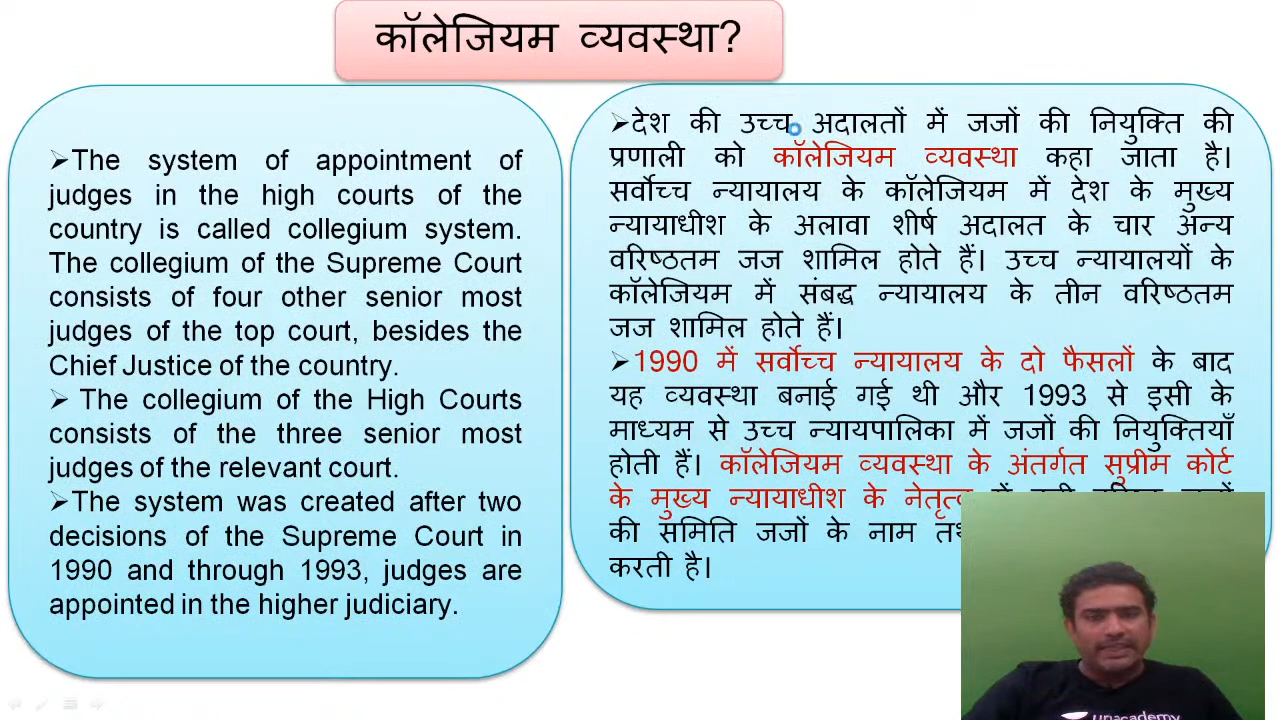 कॉलेजियम व्यवस्था?
➢The system of appointment of
judges in the high courts of the
country is called collegium system.
The collegium of the Supreme Court
consists of four other senior most
judges of the top court, besides the
Chief Justice of the country.
➢ The collegium of the High Courts
consists of the three senior most
judges of the relevant court.
➢The system was created after two
decisions of the Supreme Court in
1990 and through 1993, judges are
appointed in the higher judiciary.
➢देश की उच्च अदालतों में जजों की नियुक्ति की
प्रणाली को कॉलेजियम व्यवस्था कहा जाता है।
सर्वोच्च न्यायालय के कॉलेजियम में देश के मुख्य
न्यायाधीश के अलावा शीर्ष अदालत के चार अन्य
वरिष्ठतम जज शामिल होते हैं। उच्च न्यायालयों के
कॉलेजियम में संबद्ध न्यायालय के तीन वरिष्ठतम
जज शामिल होते हैं।
➢1990 में सर्वोच्च न्यायालय के दो फैसलों के बाद
यह व्यवस्था बनाई गई थी और 1993 से इसी के
माध्यम से उच्च न्यायपालिका में जजों की नियुक्तियाँ
होती हैं। कॉलेजियम व्यवस्था के अंतर्गत सुप्रीम कोर्ट
के मुख्य न्यायाधीश के नेतृत्व
की समिति जजों के नाम
करती है।
unacademy